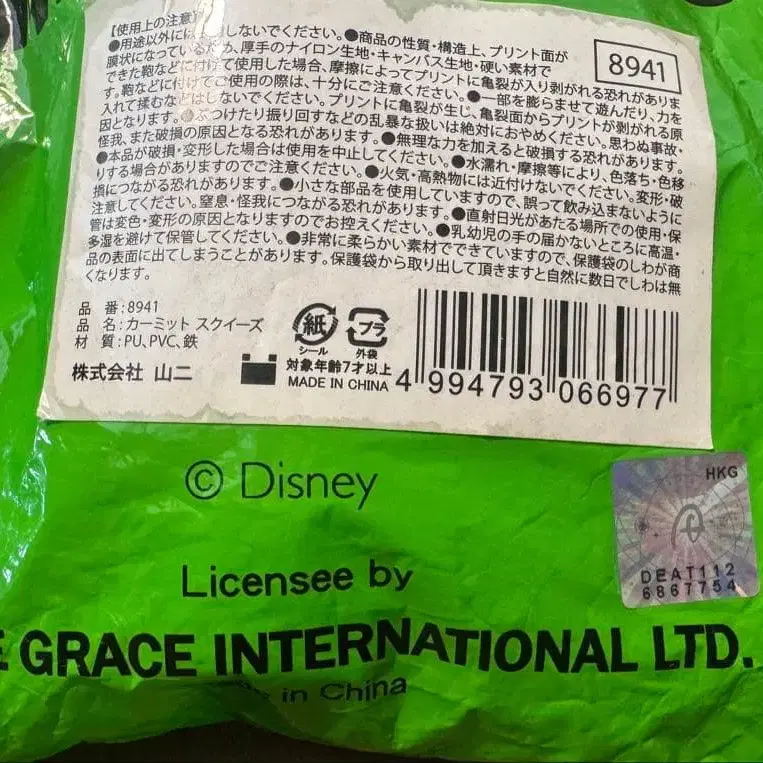 【使用上の注意】
●用途以外には使用しないでください。●商品の性質・構造上、プリント面が
膜状になっているため、厚手のナイロン生地・キャンバス生地・硬い素材で
できた鞄などに付けて使用した場合、摩擦によってプリントに亀裂が入り剥がれる恐れがありま
す。鞄などに付けてご使用の際は、十分にご注意ください。●一部を膨らませて遊んだり、力を
入れて揉むなどはしないでください。プリントに亀裂が生じ、亀裂面からプリントが剥がれる原
因となります。●ぶつけたり振り回すなどの乱暴な扱いは絶対におやめください。思わぬ事故・
怪我、また破損の原因となる恐れがあります。●無理な力を加えると破損する恐れがあります。
●本品が破損・変形した場合は使用を中止してください。●水濡れ・摩擦等により、色落ち・色移
りする場合がありますのでご注意ください。●火気・高熱物には近付けないでください。変形・破
損につながる恐れがあります。●小さな部品を使用していますので、誤って飲み込まないように
注意してください。窒息・怪我につながる恐れがあります。●直射日光があたる場所での使用・保
管は変色・変形の原因となりますのでお控えください。●乳幼児の手の届かないところに高温・
多湿を避けて保管してください。●非常に柔らかい素材でできていますので、保護袋のしわが商
品の表面に出てしまうことがあります。保護袋から取り出して頂きますと自然に数日でしわは無
くなります。
8941
品 番:8941
品 名:カーミット スクイーズ
材 質:PU、PVC、鉄
株式会社 山二
紙
シール
プラ
外袋
対象年齢7才以上
MADE IN CHINA
4 994793 066977
© Disney
HKG
DEAT112
6867754
Licensee by
GRACE INTERNATIONAL LTD.
in China